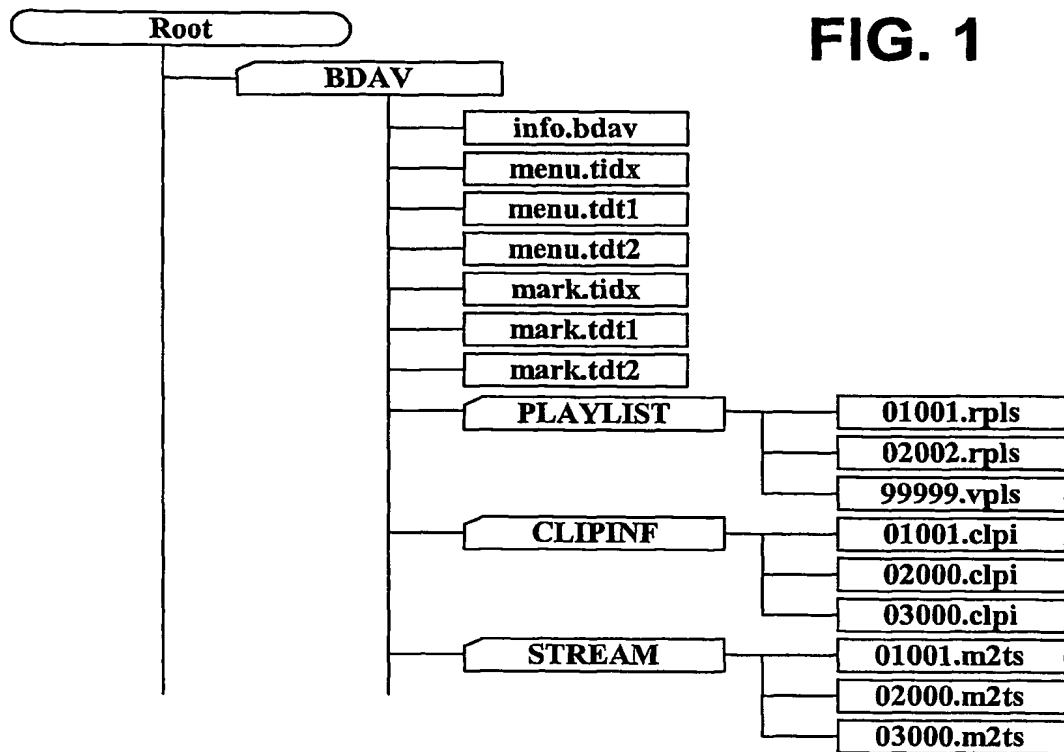 FIG. 1
Root
BDAV
info.bdav
menu.tidx
menu.tdt1
menu.tdt2
mark.tidx
mark.tdt1
mark.tdt2
PLAYLIST
01001.rpls
02002.rpls
99999.vpls
CLIPINF
01001.clpi
02000.clpi
03000.clpi
STREAM
01001.m2ts
02000.m2ts
03000.m2ts